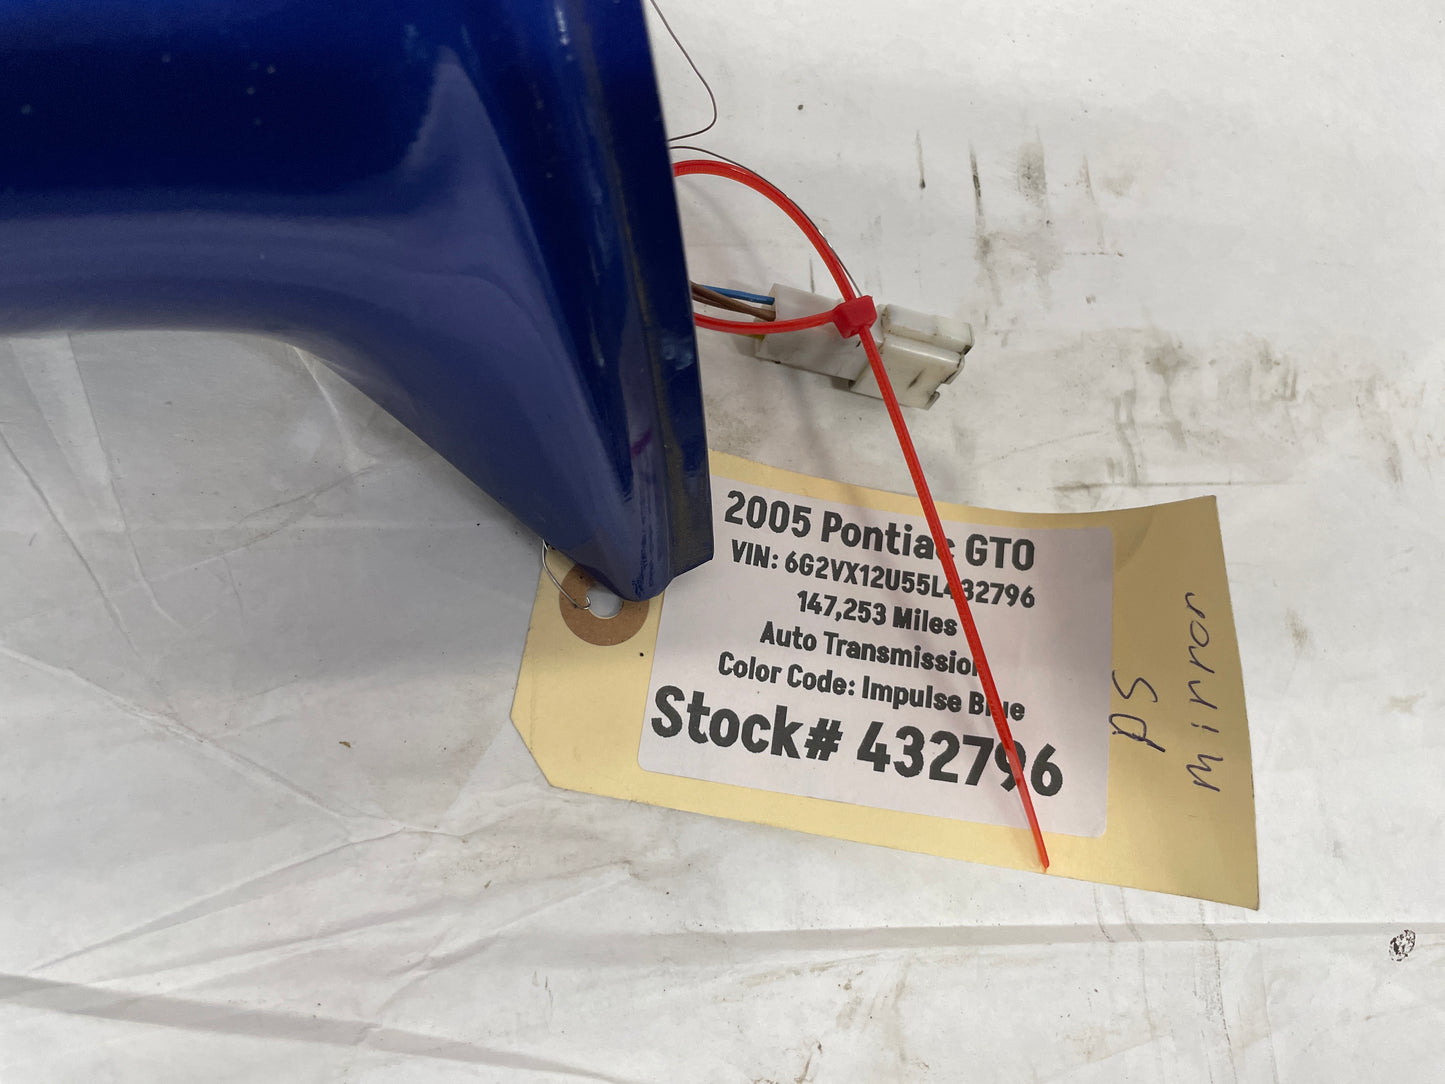 2005 Pontiac GTO
VIN: 6G2VX12U55L432796
147,253 Miles
Auto Transmission
Color Code: Impulse Blue
Stock# 432796
PS
mirror